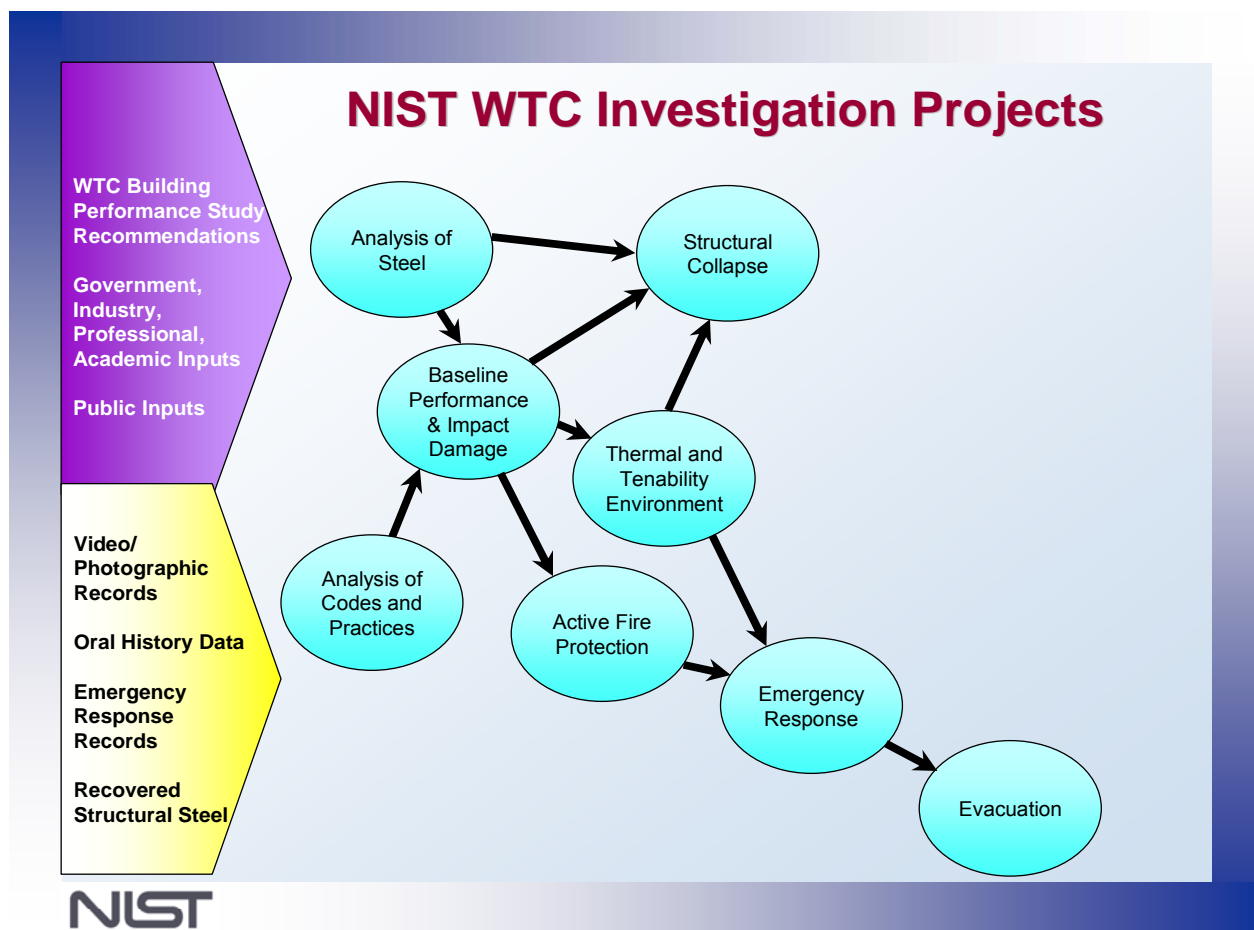 NIST WTC Investigation Projects
WTC Building
Performance Study
Recommendations
Government,
Industry,
Professional,
Academic Inputs
Public Inputs
Video/
Photographic
Records
Oral History Data
Emergency
Response
Records
Recovered
Structural Steel
Analysis of
Steel
Structural
Collapse
Baseline
Performance
& Impact
Damage
Thermal and
Tenability
Environment
Analysis of
Codes and
Practices
Active Fire
Protection
Emergency
Response
Evacuation
NIST